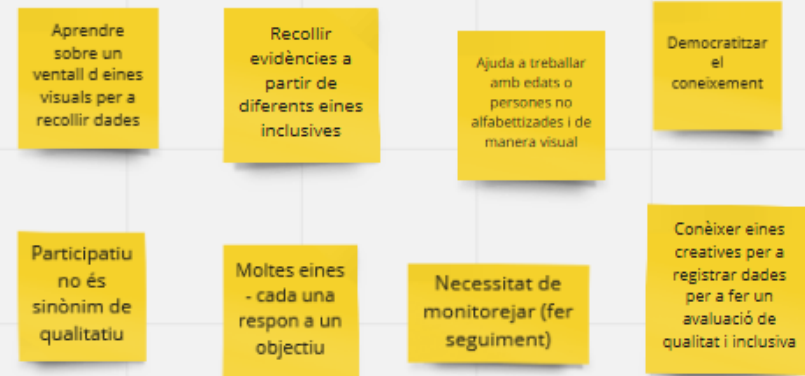 Aprendre
sobre un
ventall d eines
visuals per a
recollir dades
Recollir
evidències a
partir de
diferents eines
inclusives
Ajuda a treballar
amb edats o
persones no
alfabettizades i de
manera visual
Democratitzar
el
coneixement
Participatiu
no és
sinònim de
qualitatiu
Moltes eines
- cada una
respon a un
objectiu
Necessitat de
monitorejar (fer
seguiment)
Conèixer eines
creatives per a
registrar dades
per a fer un
avaluació de
qualitat i inclusiva